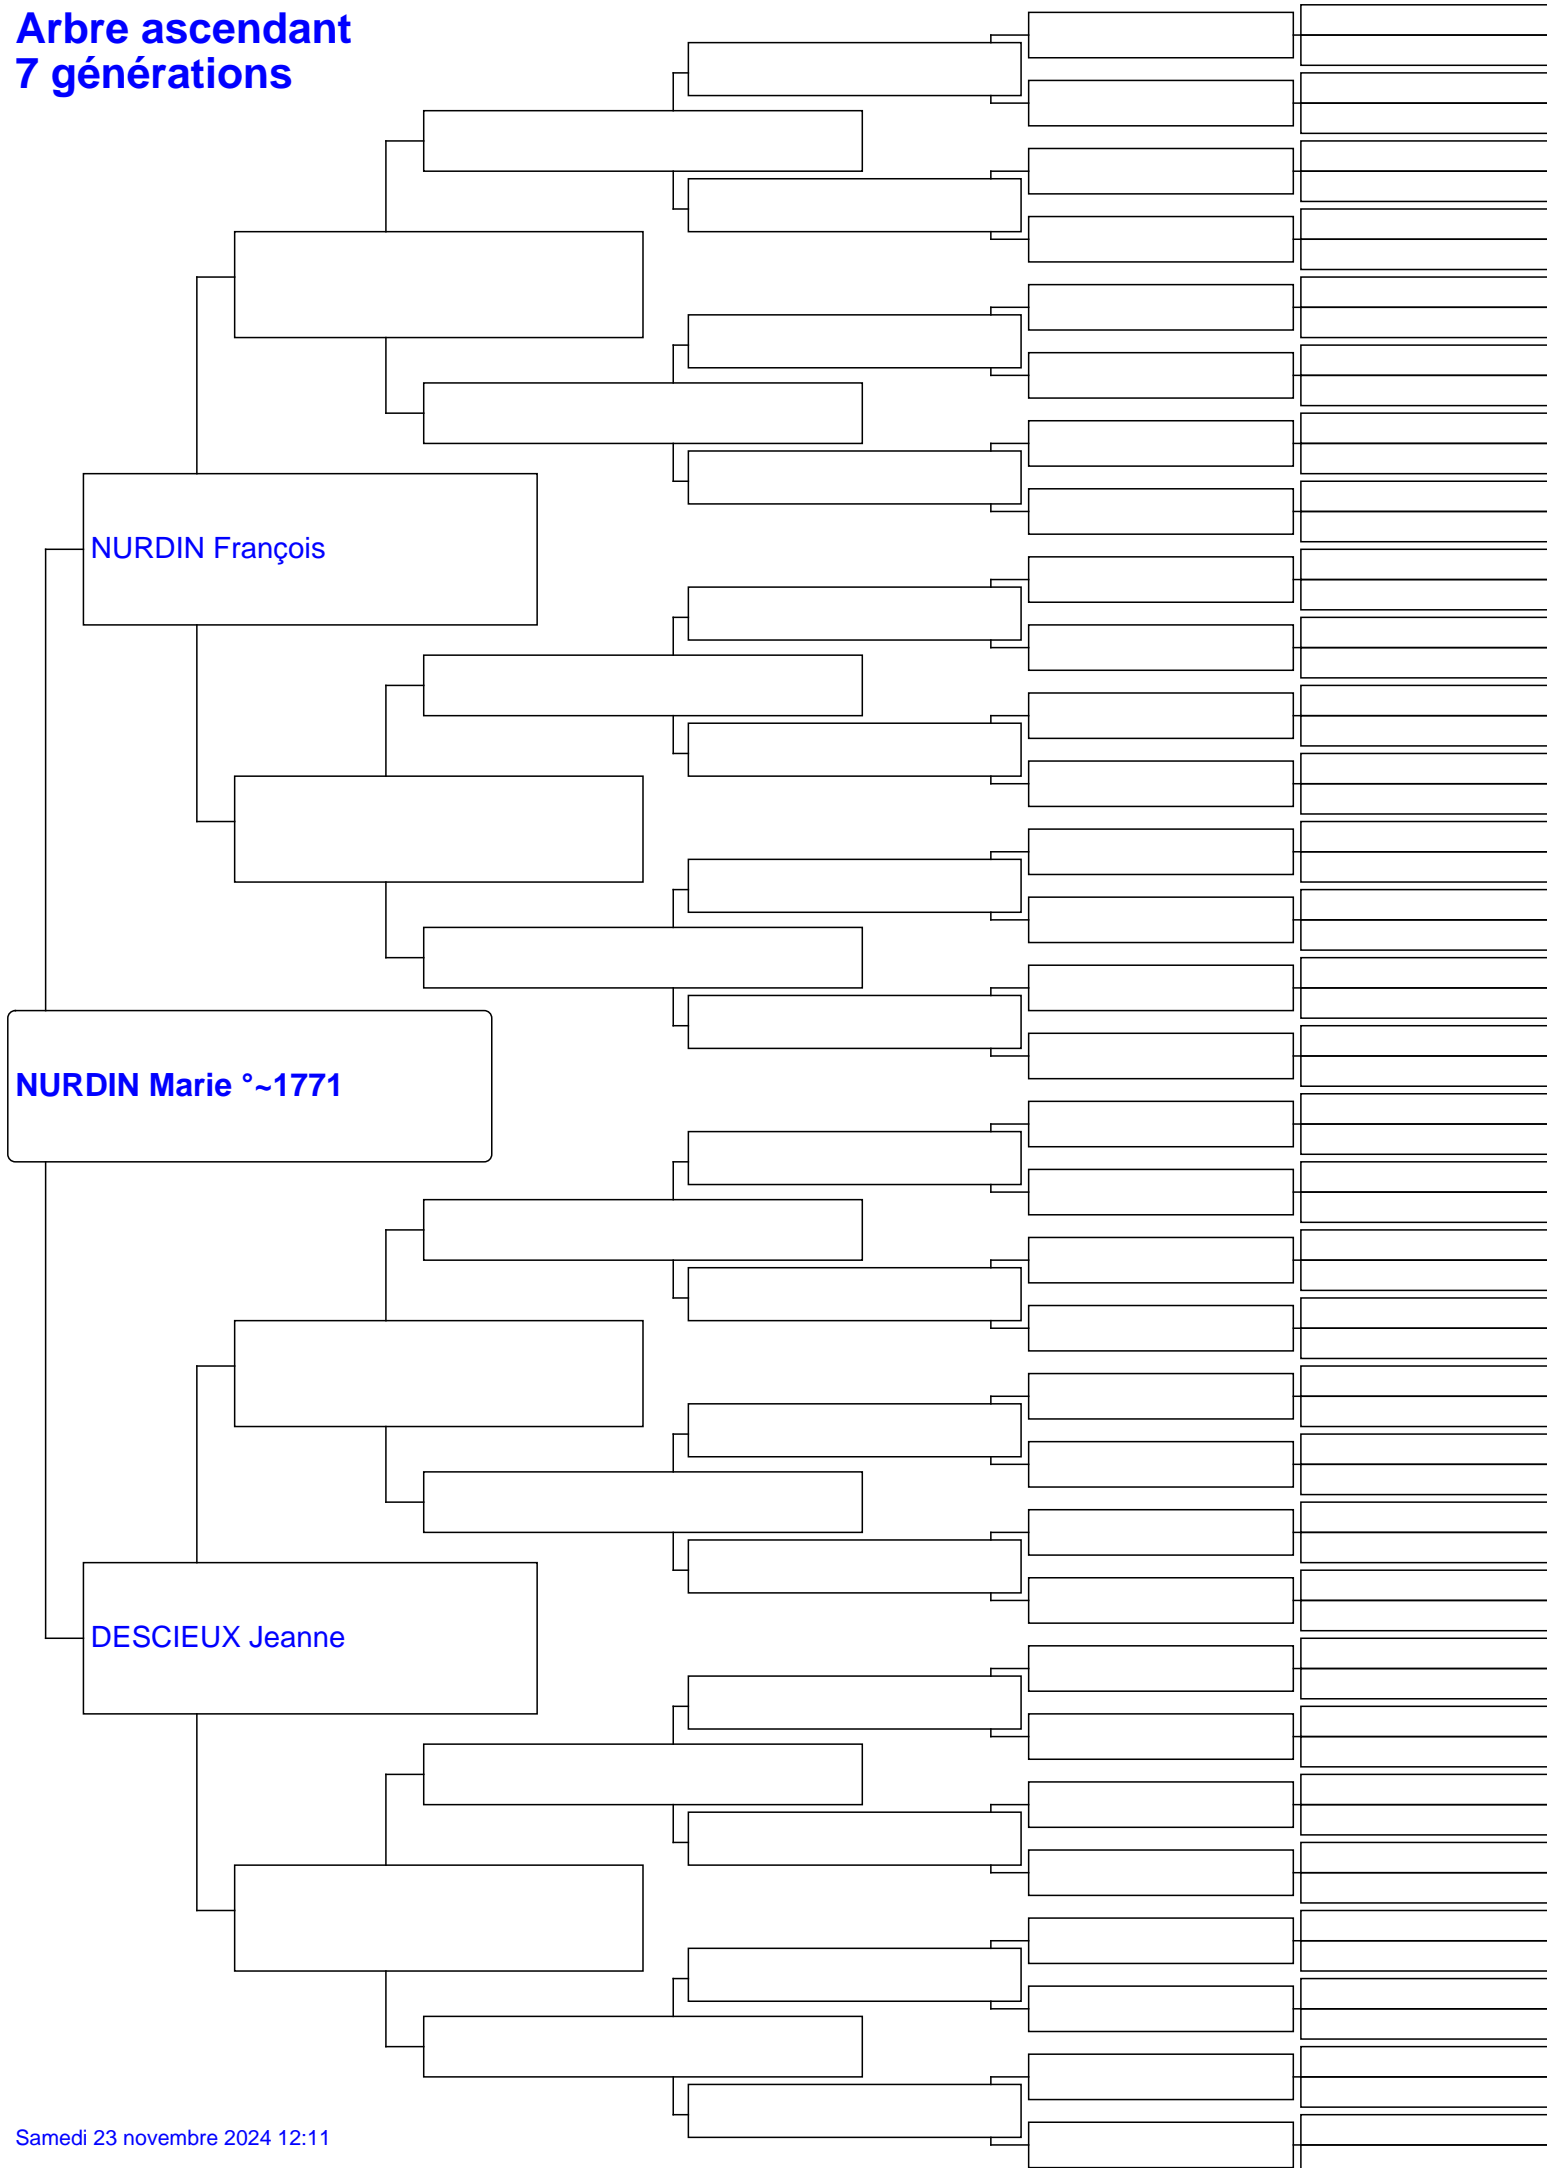 Arbre ascendant
7 générations
NURDIN François
NURDIN Marie °~1771
DESCIEUX Jeanne
Samedi 23 novembre 2024 12:11